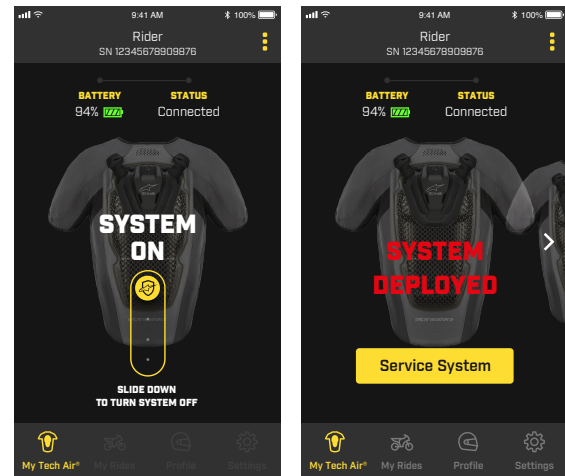 9:41 AM
100%
Rider
SN 12345678909876
BATTERY
STATUS
94%
Connected
SYSTEM
ON
SLIDE DOWN
TO TURN SYSTEM OFF
My Tech Air®
My Rides
Profile
Settings
9:41 AM
100%
Rider
SN 12345678909876
BATTERY
STATUS
94%
Connected
SYSTEM
DEPLOYED
Service System
My Tech Air®
My Rides
Profile
Settings